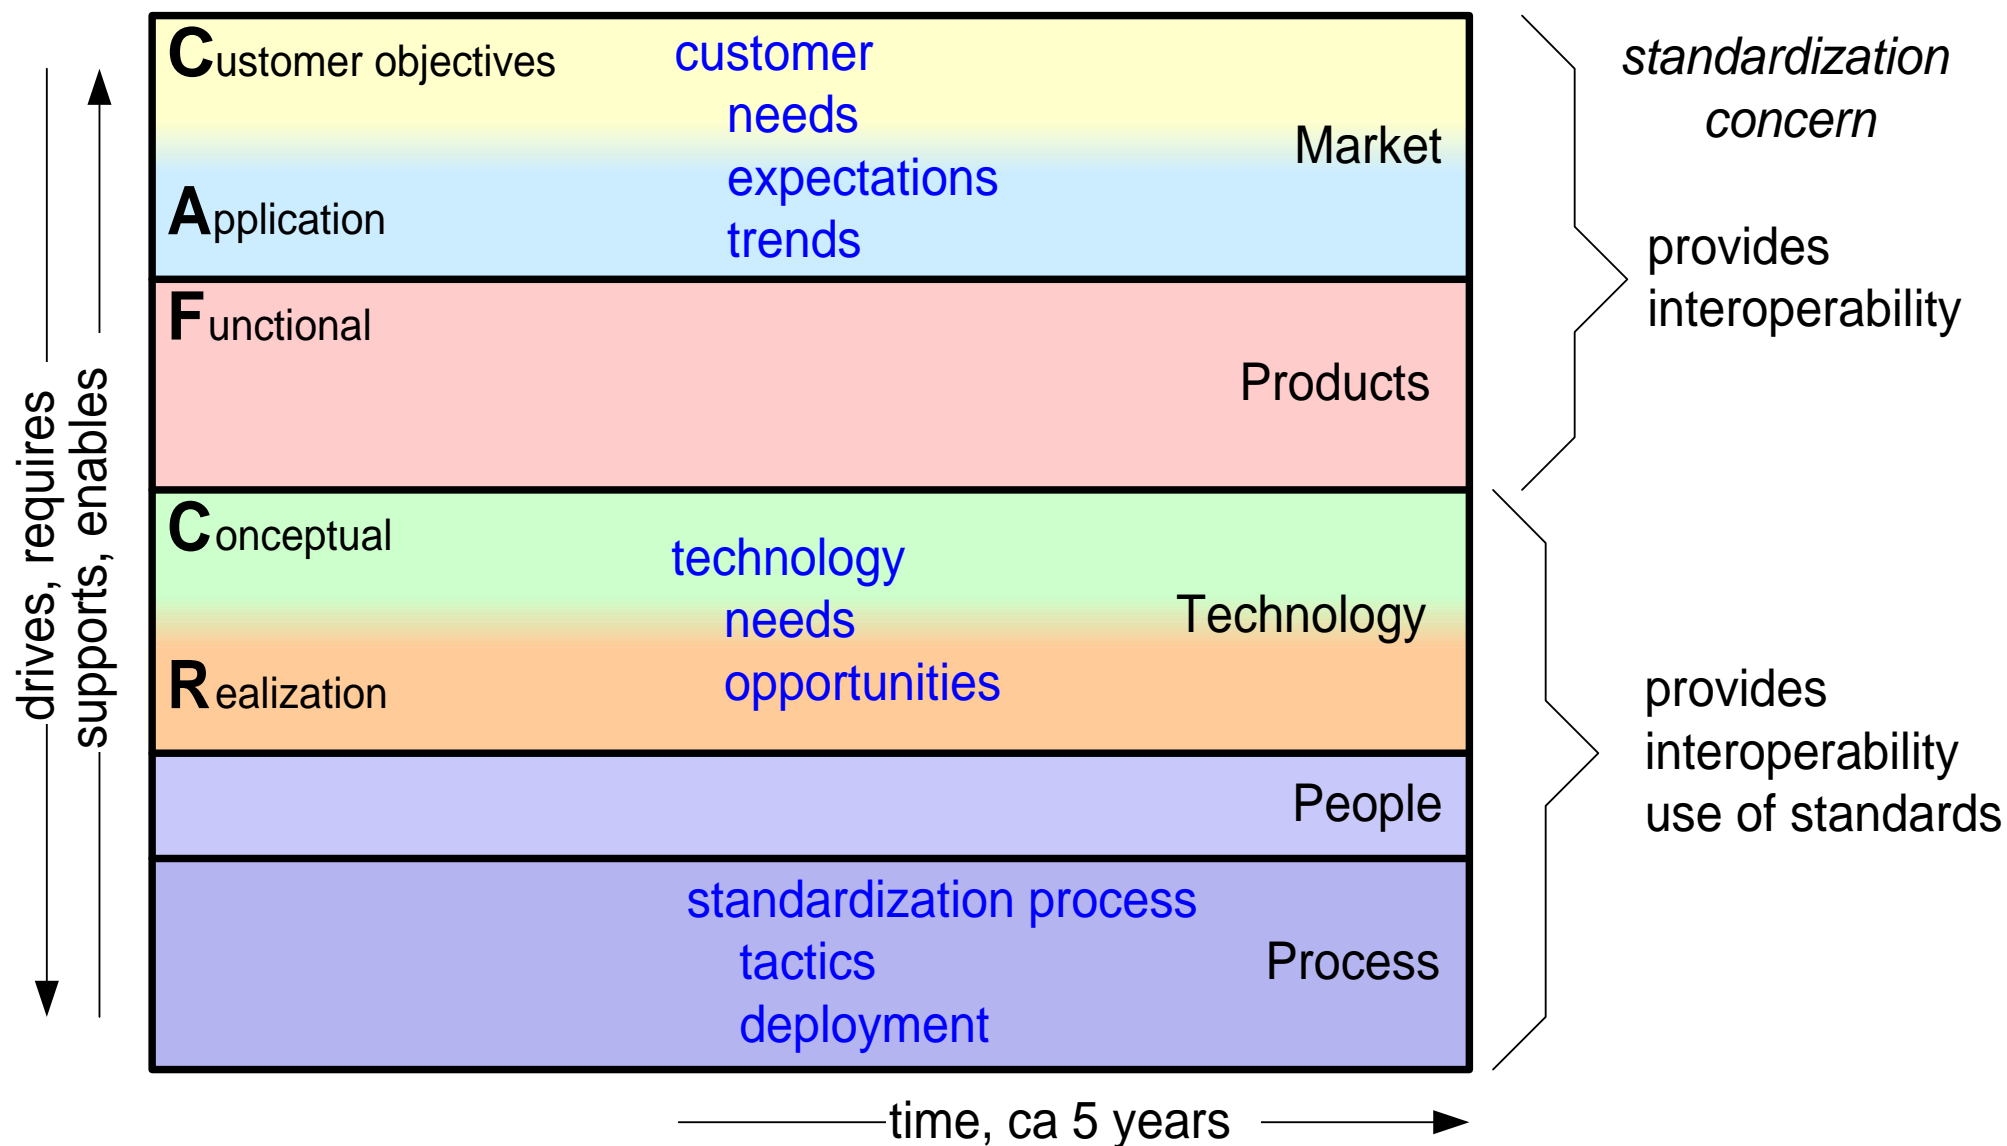 Customer objectives
customer
needs
expectations
trends
Application
Market
Functional
Products
Conceptual
technology
needs
opportunities
Realization
Technology
People
standardization process
tactics
deployment
Process
drives, requires
supports, enables
time, ca 5 years
standardization
concern
provides
interoperability
provides
interoperability
use of standards